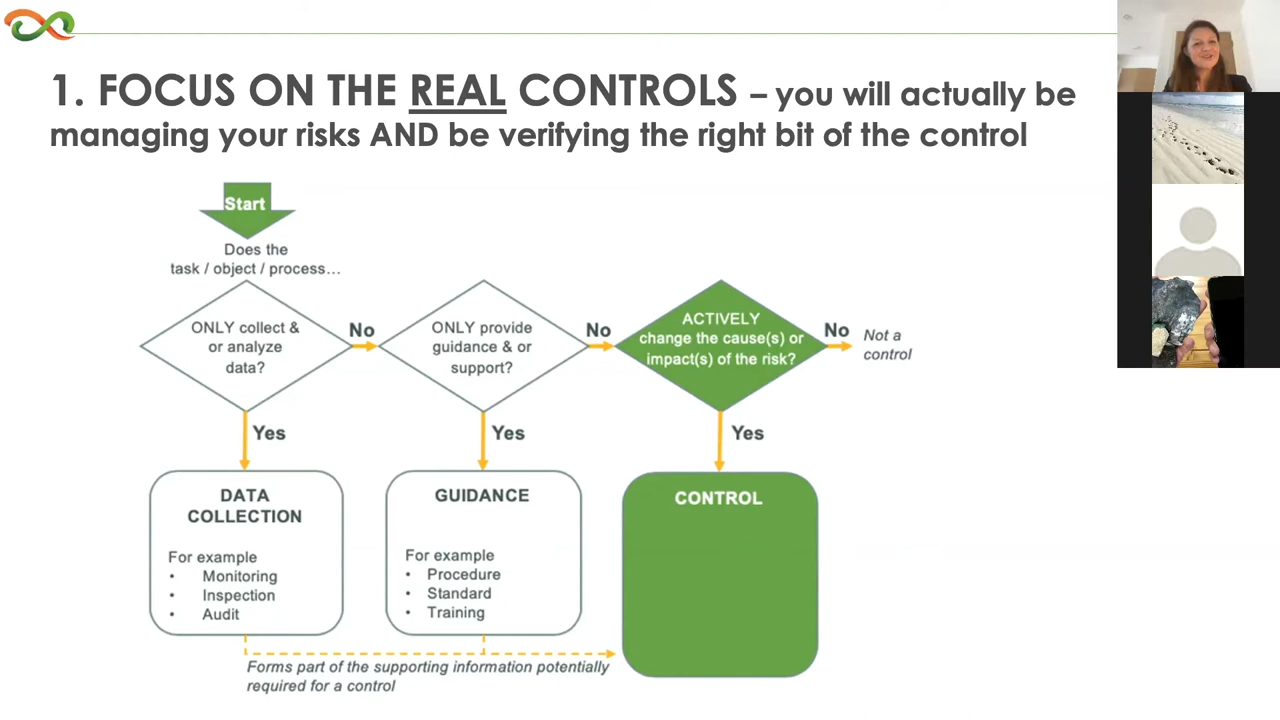 1. FOCUS ON THE REAL CONTROLS – you will actually be
managing your risks AND be verifying the right bit of the control
Start
Does the
task / object / process…
ONLY collect &
or analyze
data?
No
ONLY provide
guidance & or
support?
No
ACTIVELY
change the cause(s) or
impact(s) of the risk?
No
Not a
control
Yes
Yes
Yes
DATA
COLLECTION
For example
• Monitoring
• Inspection
• Audit
GUIDANCE
For example
• Procedure
• Standard
• Training
CONTROL
Forms part of the supporting information potentially
required for a control